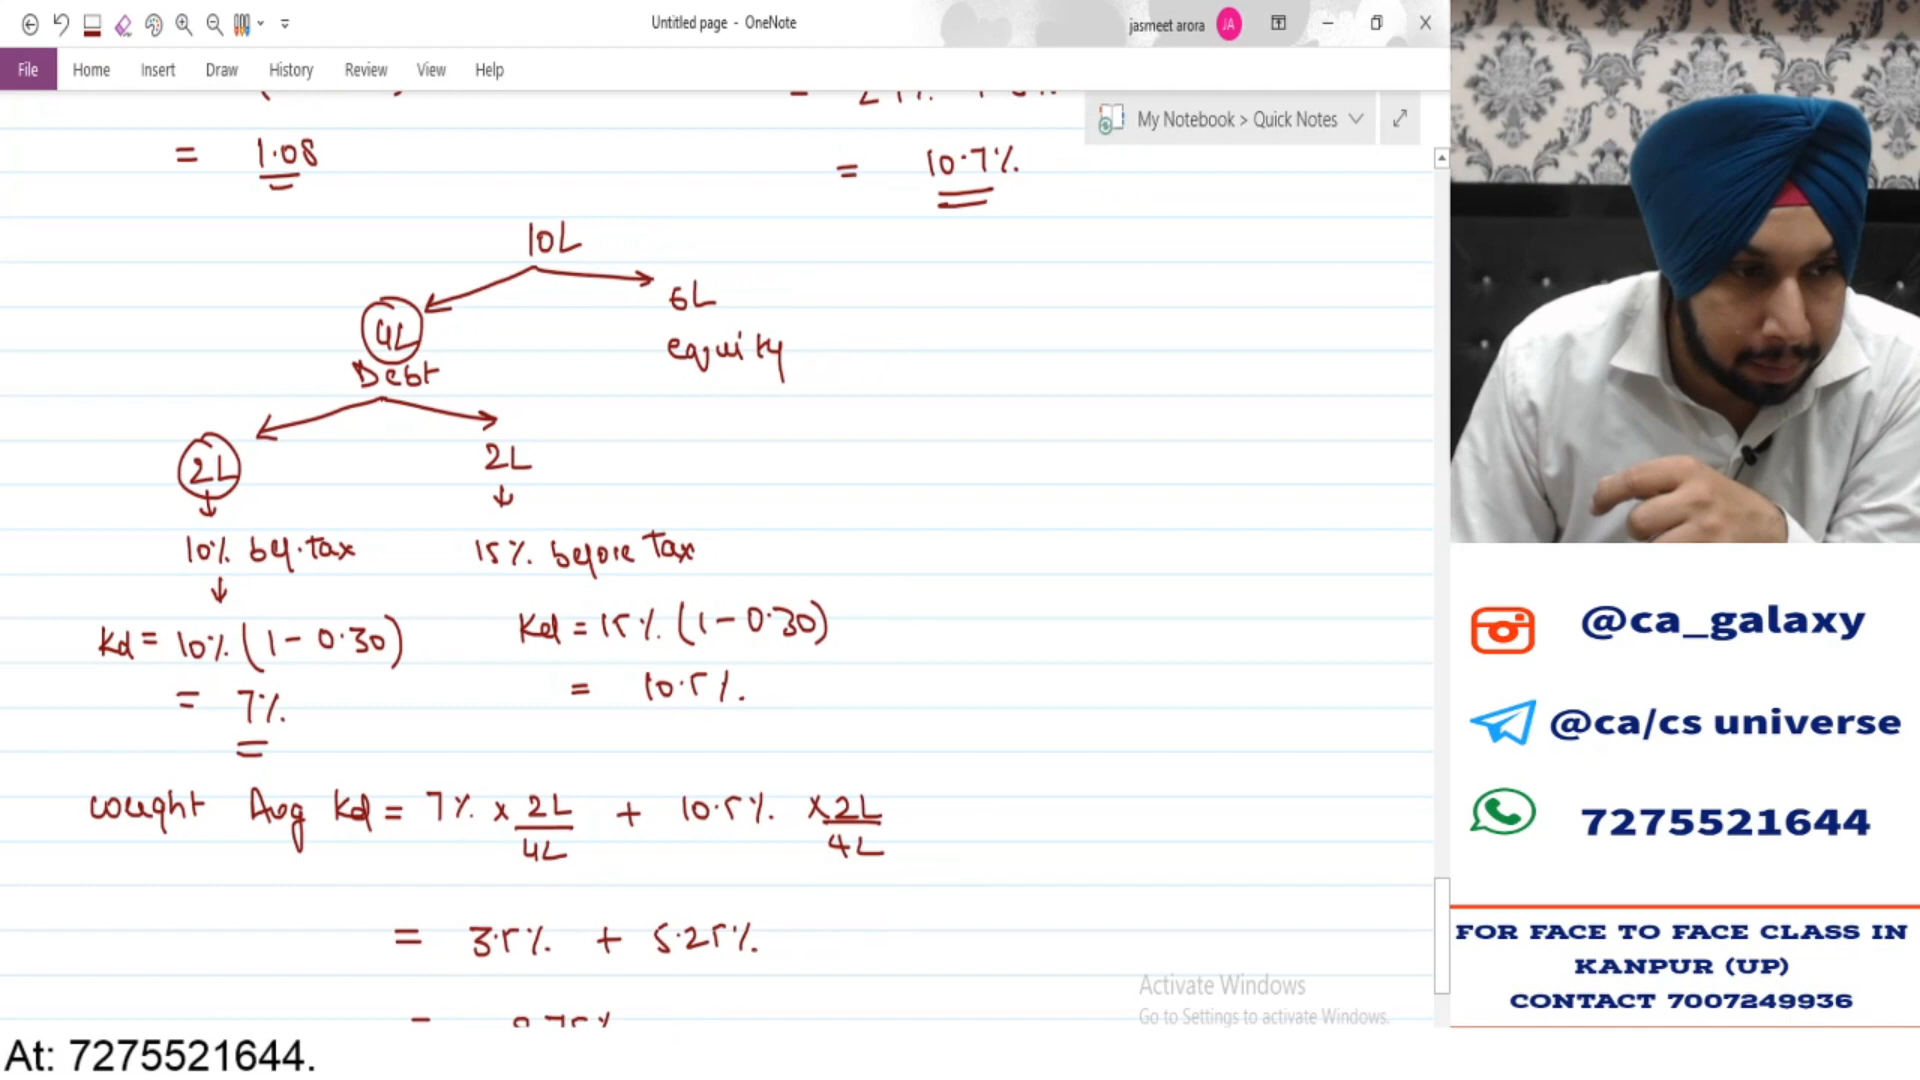 Untitled page - OneNote
jasmeet arora JA
File Home Insert Draw History Review View Help
My Notebook > Quick Notes
= 1.08
= 10.7%
10L
4L
Debt
6L
equity
2L
2L
10% bef.tax
15% before Tax
Kd = 10% (1 - 0.30)
Kd = 15% (1 - 0.30)
= 7%
= 10.5%.
Avg Kd = 7% x 2L/4L + 10.5% x 2L/4L
= 3.5% + 5.25%.
Activate Windows
Go to Settings to activate Windows.
@ca_galaxy
@ca/cs universe
7275521644
FOR FACE TO FACE CLASS IN
KANPUR (UP)
CONTACT 7007249936
At: 7275521644.